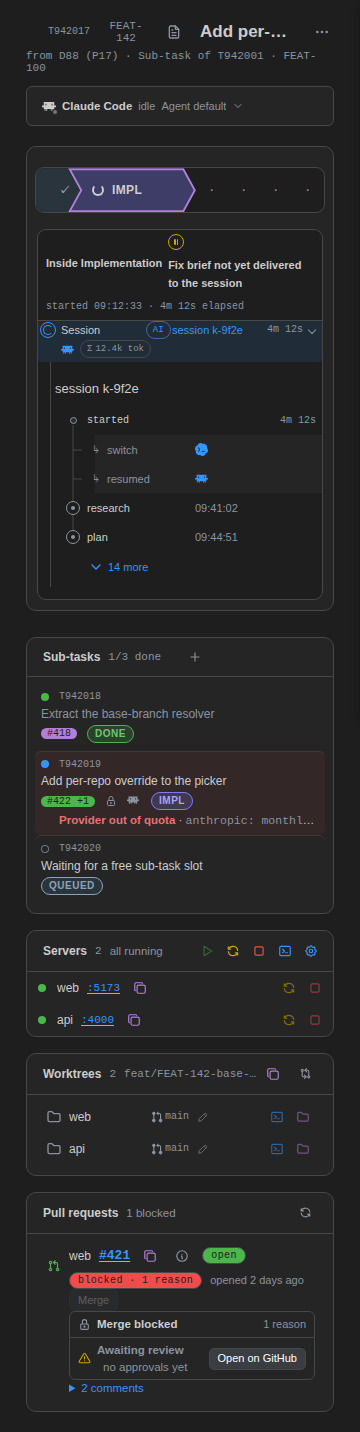 T942017 FEAT-142 Add per-…
from D88 (P17) · Sub-task of T942001 · FEAT-
100
Claude Code idle Agent default
✓ IMPL
Inside Implementation Fix brief not yet delivered
to the session
started 09:12:33 · 4m 12s elapsed
Session AI session k-9f2e 4m 12s
Σ 12.4k tok
session k-9f2e
started 4m 12s
↳ switch
↳ resumed
research 09:41:02
plan 09:44:51
14 more
Sub-tasks 1/3 done
T942018
Extract the base-branch resolver
#418 DONE
T942019
Add per-repo override to the picker
#422 +1 IMPL
Provider out of quota · anthropic: monthl…
T942020
Waiting for a free sub-task slot
QUEUED
Servers 2 all running
web :5173
api :4000
Worktrees 2 feat/FEAT-142-base-…
web main
api main
Pull requests 1 blocked
web #421 open
blocked · 1 reason opened 2 days ago
Merge
Merge blocked 1 reason
Awaiting review
no approvals yet
Open on GitHub
2 comments